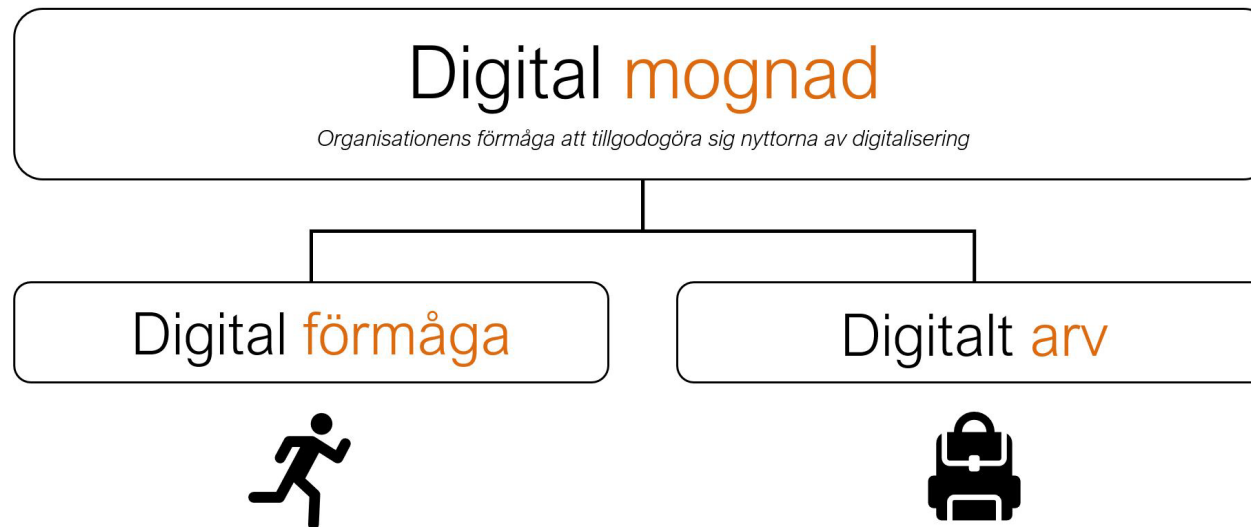 Digital mognad
Organisationens förmåga att tillgodogöra sig nyttorna av digitalisering
Digital förmåga
Digitalt arv